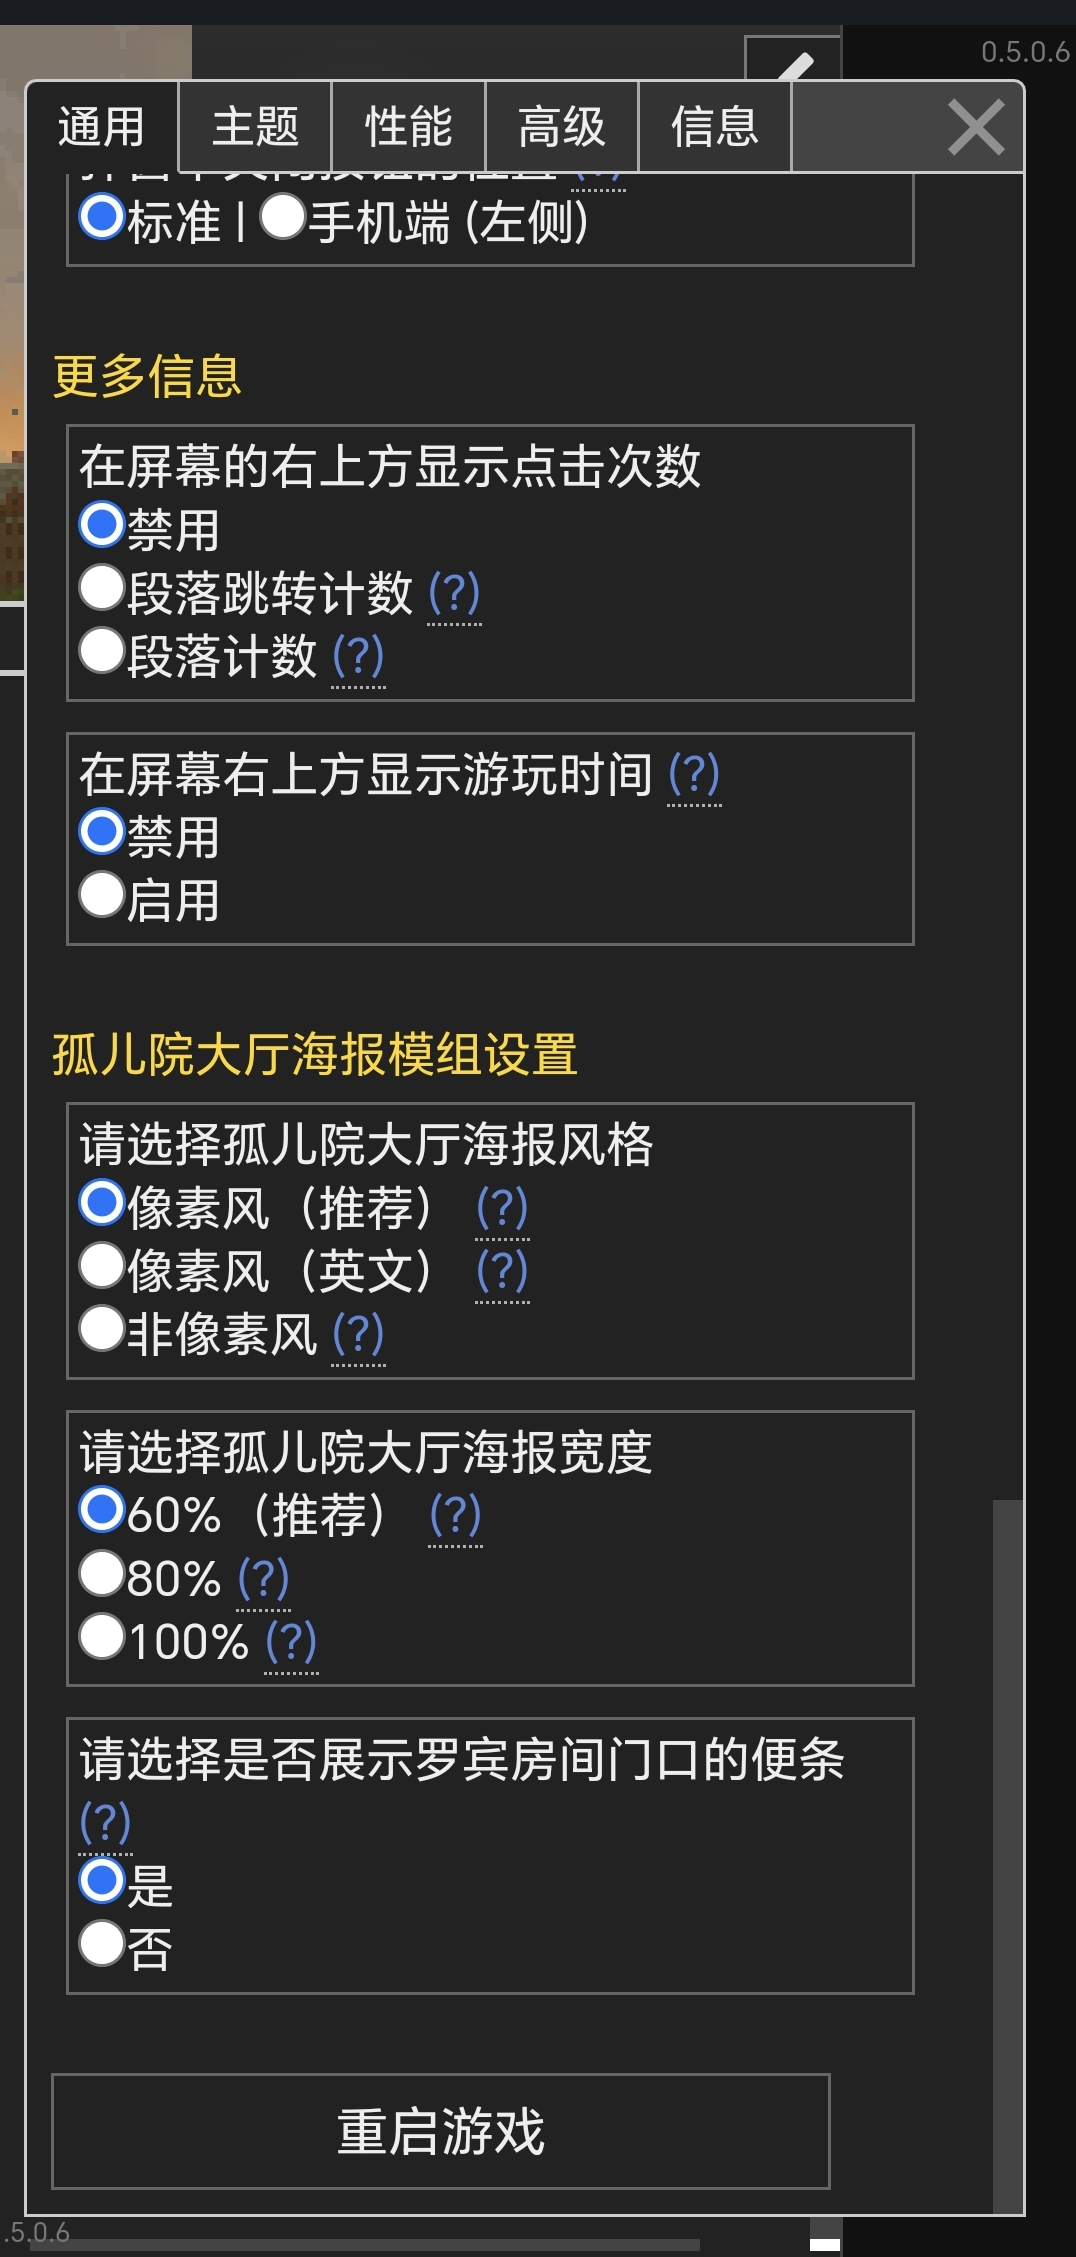 0.5.0.6
通用 主题 性能 高级 信息
标准 | 手机端 (左侧)
更多信息
在屏幕的右上方显示点击次数
禁用
段落跳转计数 (?)
段落计数 (?)
在屏幕右上方显示游玩时间 (?)
禁用
启用
孤儿院大厅海报模组设置
请选择孤儿院大厅海报风格
像素风（推荐） (?)
像素风（英文） (?)
非像素风 (?)
请选择孤儿院大厅海报宽度
60%（推荐） (?)
80% (?)
100% (?)
请选择是否展示罗宾房间门口的便条
(?)
是
否
重启游戏
.5.0.6